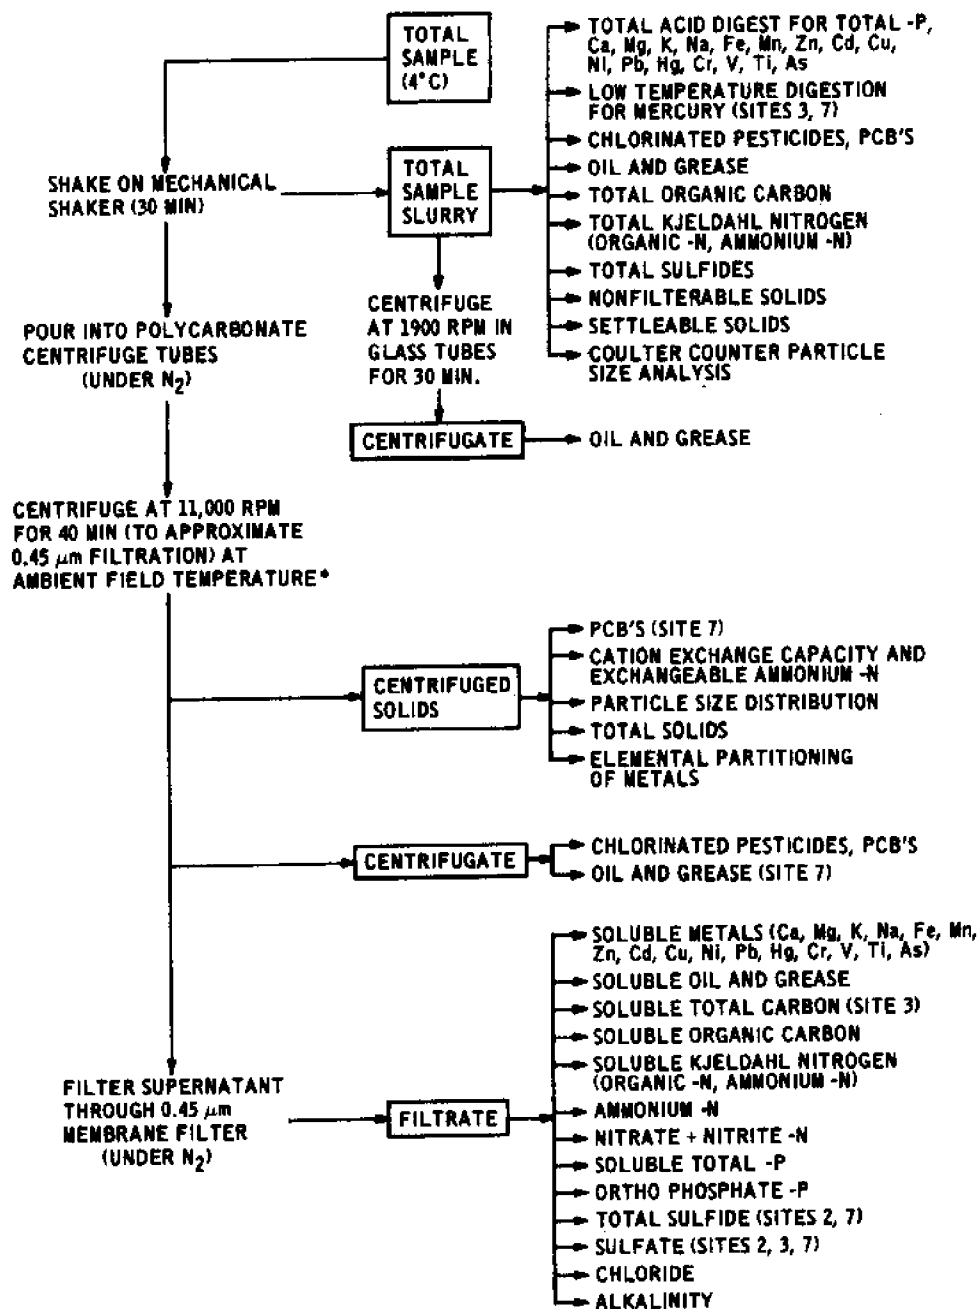 TOTAL
SAMPLE
(4°C)
TOTAL ACID DIGEST FOR TOTAL -P,
Ca, Mg, K, Na, Fe, Mn, Zn, Cd, Cu,
Ni, Pb, Hg, Cr, V, Ti, As
LOW TEMPERATURE DIGESTION
FOR MERCURY (SITES 3, 7)
CHLORINATED PESTICIDES, PCB'S
OIL AND GREASE
TOTAL ORGANIC CARBON
TOTAL KJELDAHL NITROGEN
(ORGANIC -N, AMMONIUM -N)
TOTAL SULFIDES
NONFILTERABLE SOLIDS
SETTLEABLE SOLIDS
COULTER COUNTER PARTICLE
SIZE ANALYSIS
SHAKE ON MECHANICAL
SHAKER (30 MIN)
TOTAL
SAMPLE
SLURRY
CENTRIFUGE
AT 1900 RPM IN
GLASS TUBES
FOR 30 MIN.
CENTRIFUGATE
OIL AND GREASE
POUR INTO POLYCARBONATE
CENTRIFUGE TUBES
(UNDER N₂)
CENTRIFUGE AT 11,000 RPM
FOR 40 MIN (TO APPROXIMATE
0.45 μm FILTRATION) AT
AMBIENT FIELD TEMPERATURE*
CENTRIFUGED
SOLIDS
PCB'S (SITE 7)
CATION EXCHANGE CAPACITY AND
EXCHANGEABLE AMMONIUM -N
PARTICLE SIZE DISTRIBUTION
TOTAL SOLIDS
ELEMENTAL PARTITIONING
OF METALS
CENTRIFUGATE
CHLORINATED PESTICIDES, PCB'S
OIL AND GREASE (SITE 7)
FILTER SUPERNATANT
THROUGH 0.45 μm
MEMBRANE FILTER
(UNDER N₂)
FILTRATE
SOLUBLE METALS (Ca, Mg, K, Na, Fe, Mn,
Zn, Cd, Cu, Ni, Pb, Hg, Cr, V, Ti, As)
SOLUBLE OIL AND GREASE
SOLUBLE TOTAL CARBON (SITE 3)
SOLUBLE ORGANIC CARBON
SOLUBLE KJELDAHL NITROGEN
(ORGANIC -N, AMMONIUM -N)
AMMONIUM -N
NITRATE + NITRITE -N
SOLUBLE TOTAL -P
ORTHO PHOSPHATE -P
TOTAL SULFIDE (SITES 2, 7)
SULFATE (SITES 2, 3, 7)
CHLORIDE
ALKALINITY